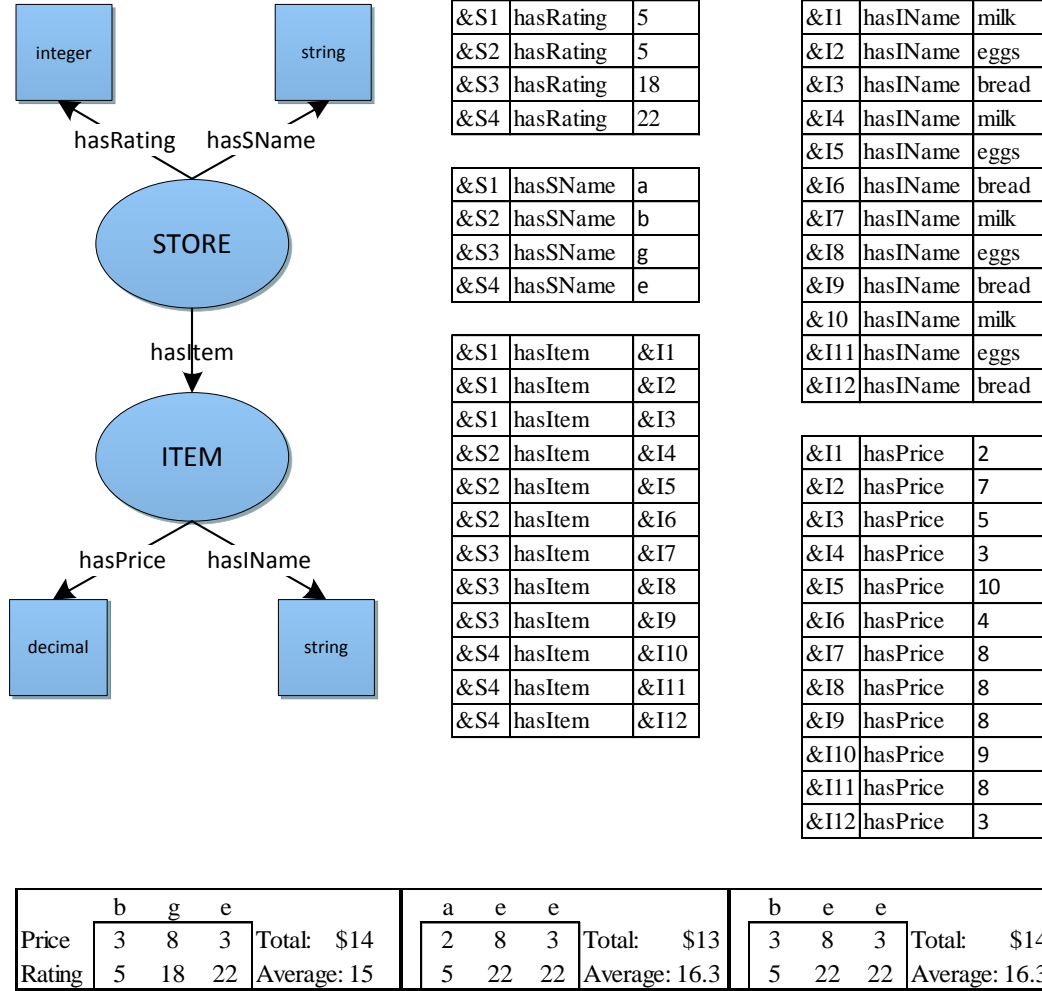 integer
string
hasRating
hasSName
STORE
hasItem
ITEM
hasPrice
hasIName
decimal
string
&S1 hasRating 5
&S2 hasRating 5
&S3 hasRating 18
&S4 hasRating 22
&S1 hasSName a
&S2 hasSName b
&S3 hasSName g
&S4 hasSName e
&S1 hasItem &I1
&S1 hasItem &I2
&S1 hasItem &I3
&S2 hasItem &I4
&S2 hasItem &I5
&S2 hasItem &I6
&S3 hasItem &I7
&S3 hasItem &I8
&S3 hasItem &I9
&S4 hasItem &I10
&S4 hasItem &I11
&S4 hasItem &I12
&I1 hasIName milk
&I2 hasIName eggs
&I3 hasIName bread
&I4 hasIName milk
&I5 hasIName eggs
&I6 hasIName bread
&I7 hasIName milk
&I8 hasIName eggs
&I9 hasIName bread
&10 hasIName milk
&I11 hasIName eggs
&I12 hasIName bread
&I1 hasPrice 2
&I2 hasPrice 7
&I3 hasPrice 5
&I4 hasPrice 3
&I5 hasPrice 10
&I6 hasPrice 4
&I7 hasPrice 8
&I8 hasPrice 8
&I9 hasPrice 8
&I10 hasPrice 9
&I11 hasPrice 8
&I12 hasPrice 3
b g e
Price 3 8 3 Total: $14
Rating 5 18 22 Average: 15
a e e
2 8 3 Total: $13
5 22 22 Average: 16.3
b e e
3 8 3 Total: $14
5 22 22 Average: 16.3